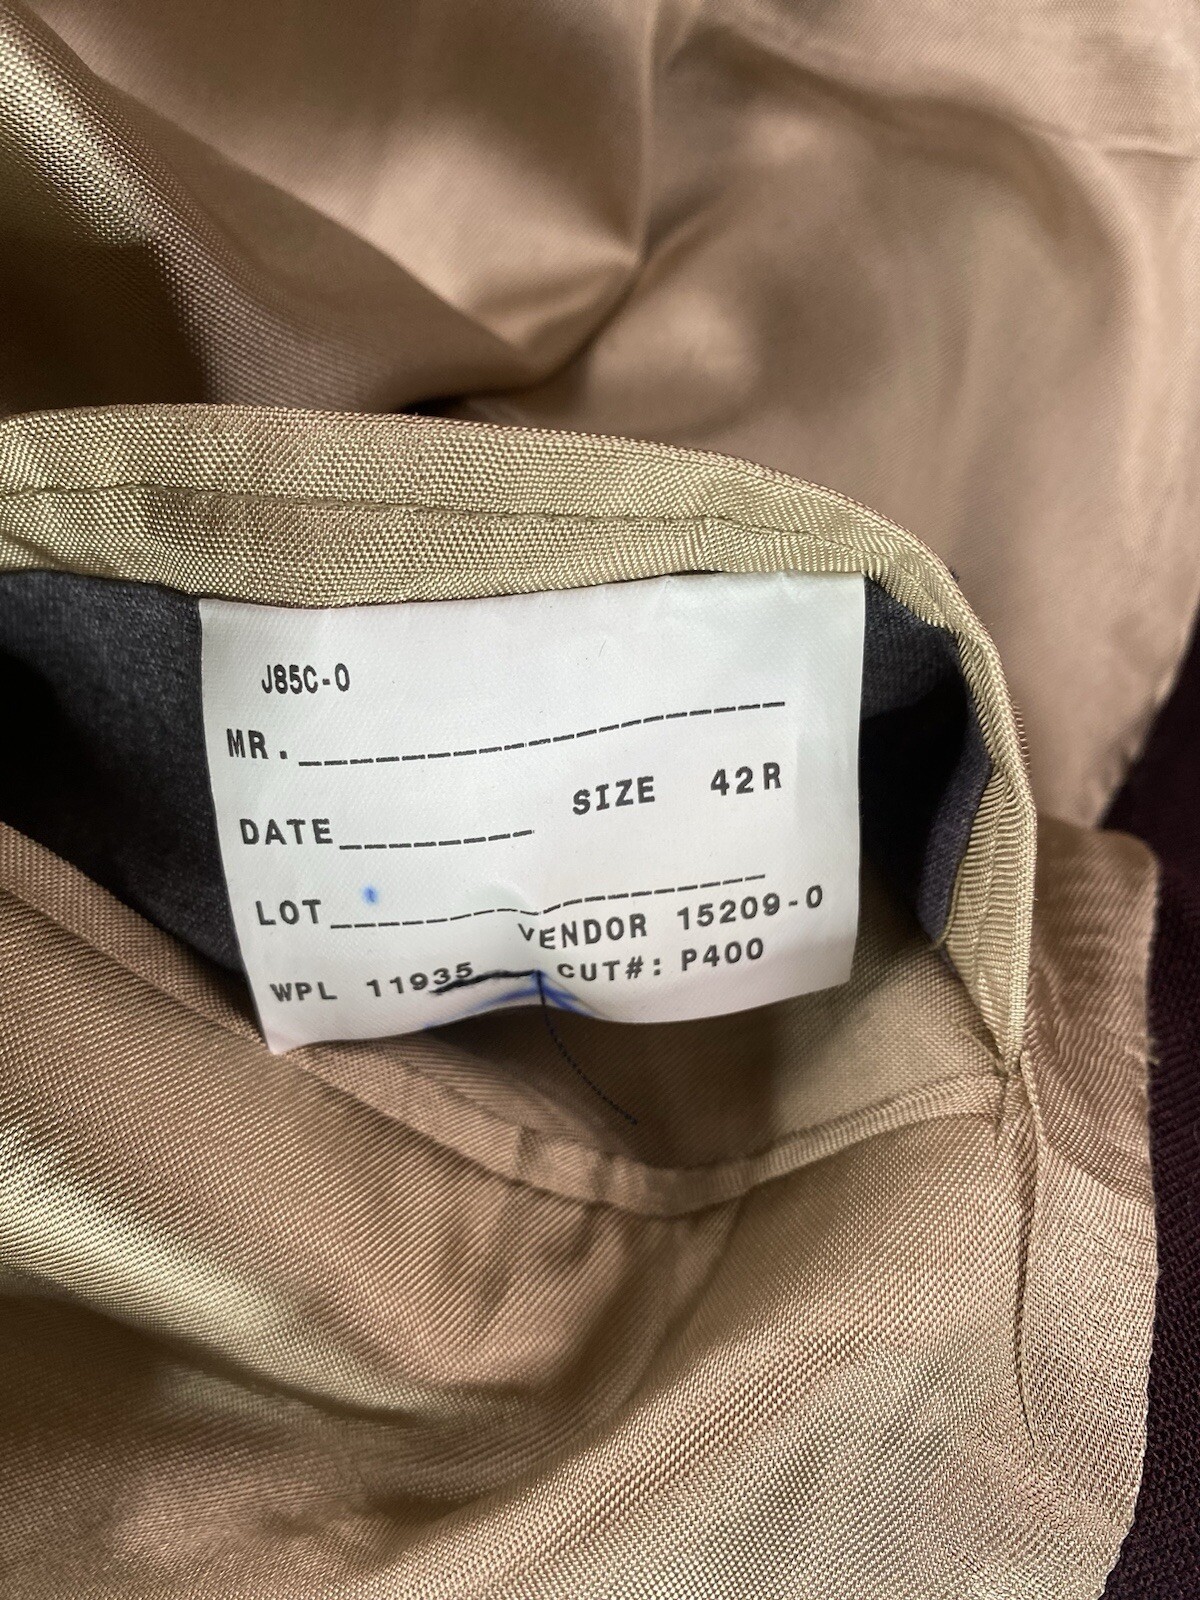 J85C-0
MR.
DATE SIZE 42R
LOT
VENDOR 15209-0
WPL 11935 CUT#: P400